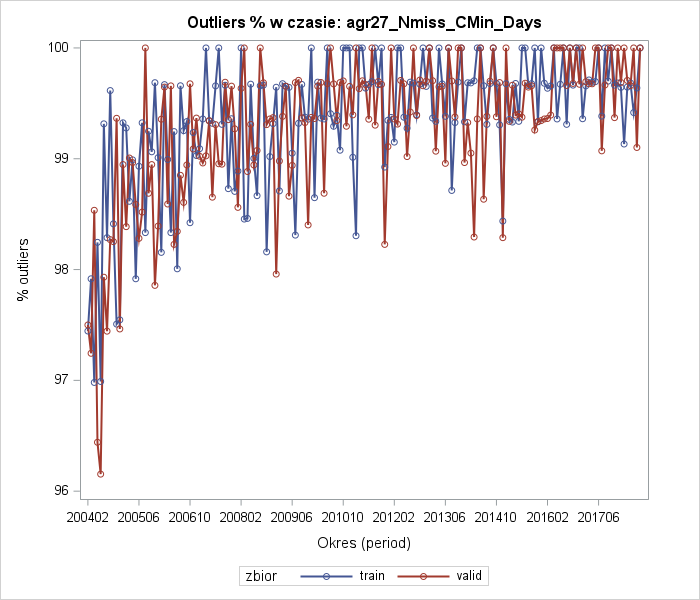 Outliers % w czasie: agr27_Nmiss_CMin_Days
100
99
98
97
96
% outliers
200402 200506 200610 200802 200906 201010 201202 201306 201410 201602 201706
Okres (period)
zbior train valid